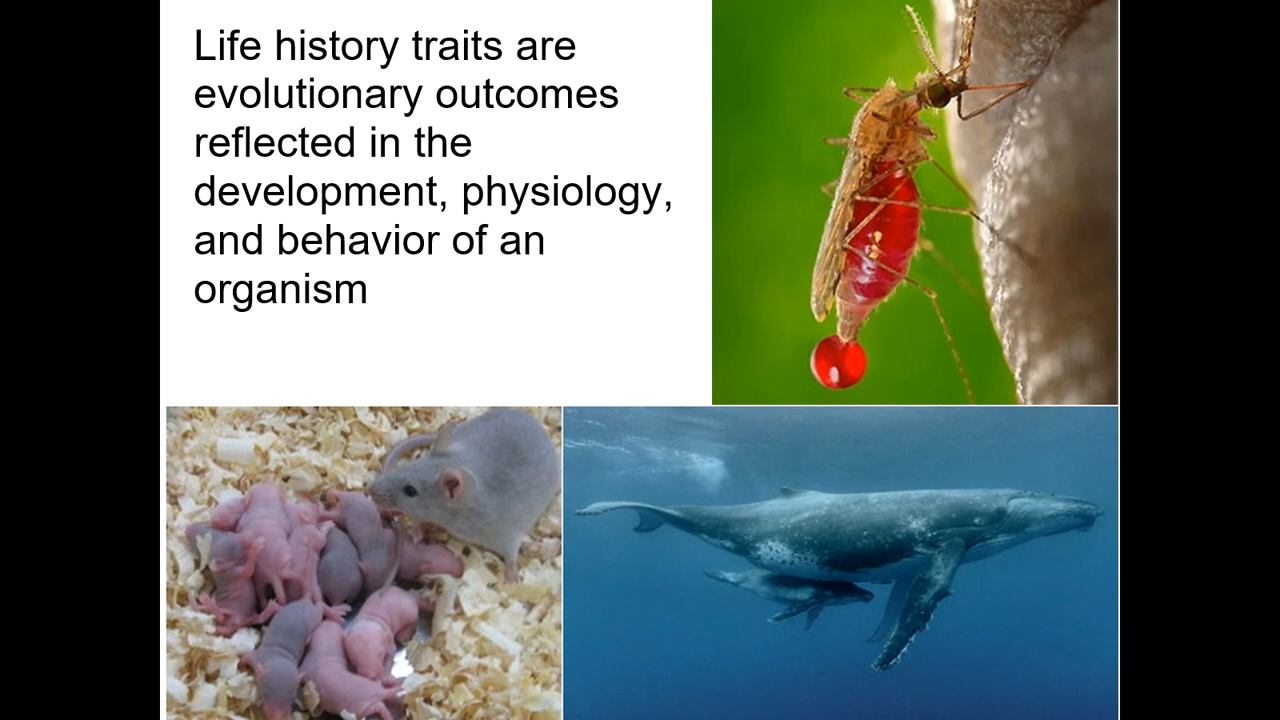 Life history traits are
evolutionary outcomes
reflected in the
development, physiology,
and behavior of an
organism